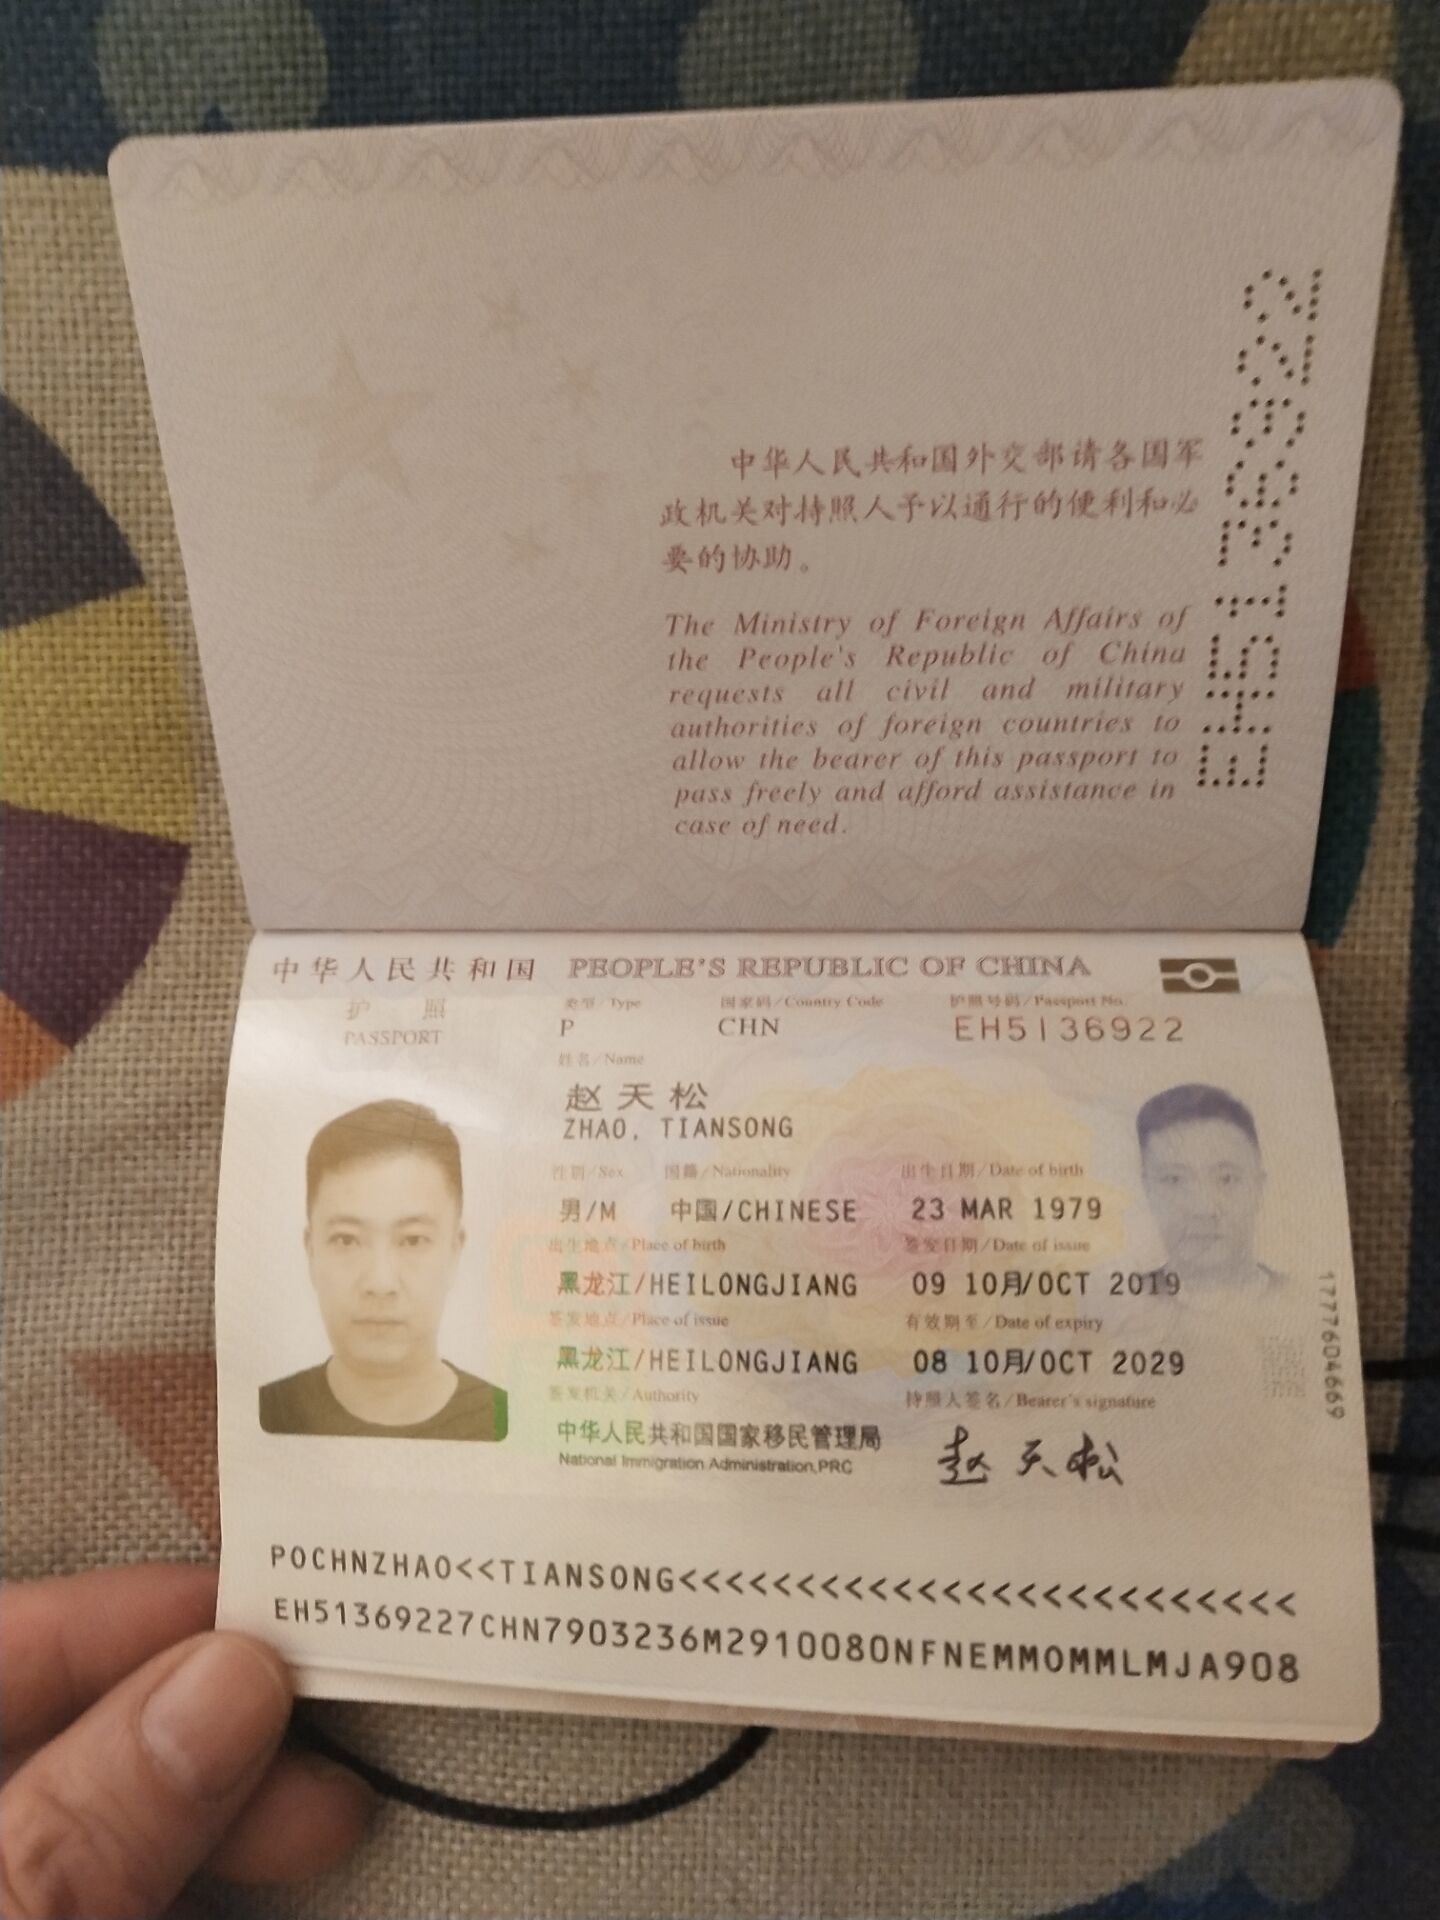 中华人民共和国外交部请各国军
政机关对持照人予以通行的便利和必
要的协助。
The Ministry of Foreign Affairs of
the People's Republic of China
requests all civil and military
authorities of foreign countries to
allow the bearer of this passport to
pass freely and afford assistance in
case of need.
EH5136922
中华人民共和国 PEOPLE'S REPUBLIC OF CHINA
护照
PASSPORT
类型/Type 国家码/Country Code 护照号码/Passport No.
P CHN EH5136922
姓名/Name
赵天松
ZHAO, TIANSONG
性别/Sex 国籍/Nationality 出生日期/Date of birth
男/M 中国/CHINESE 23 MAR 1979
出生地点/Place of birth 签发日期/Date of issue
黑龙江/HEILONGJIANG 09 10月/OCT 2019
签发地点/Place of issue 有效期至/Date of expiry
黑龙江/HEILONGJIANG 08 10月/OCT 2029
签发机关/Authority 持照人签名/Bearer's signature
中华人民共和国国家移民管理局 赵天松
National Immigration Administration,PRC
1777604669
POCHNZHAO<<TIANSONG<<<<<<<<<<<<<<<<<<<<<<<<<
EH51369227CHN7903236M2910080NFNEMMOMMLMJA908